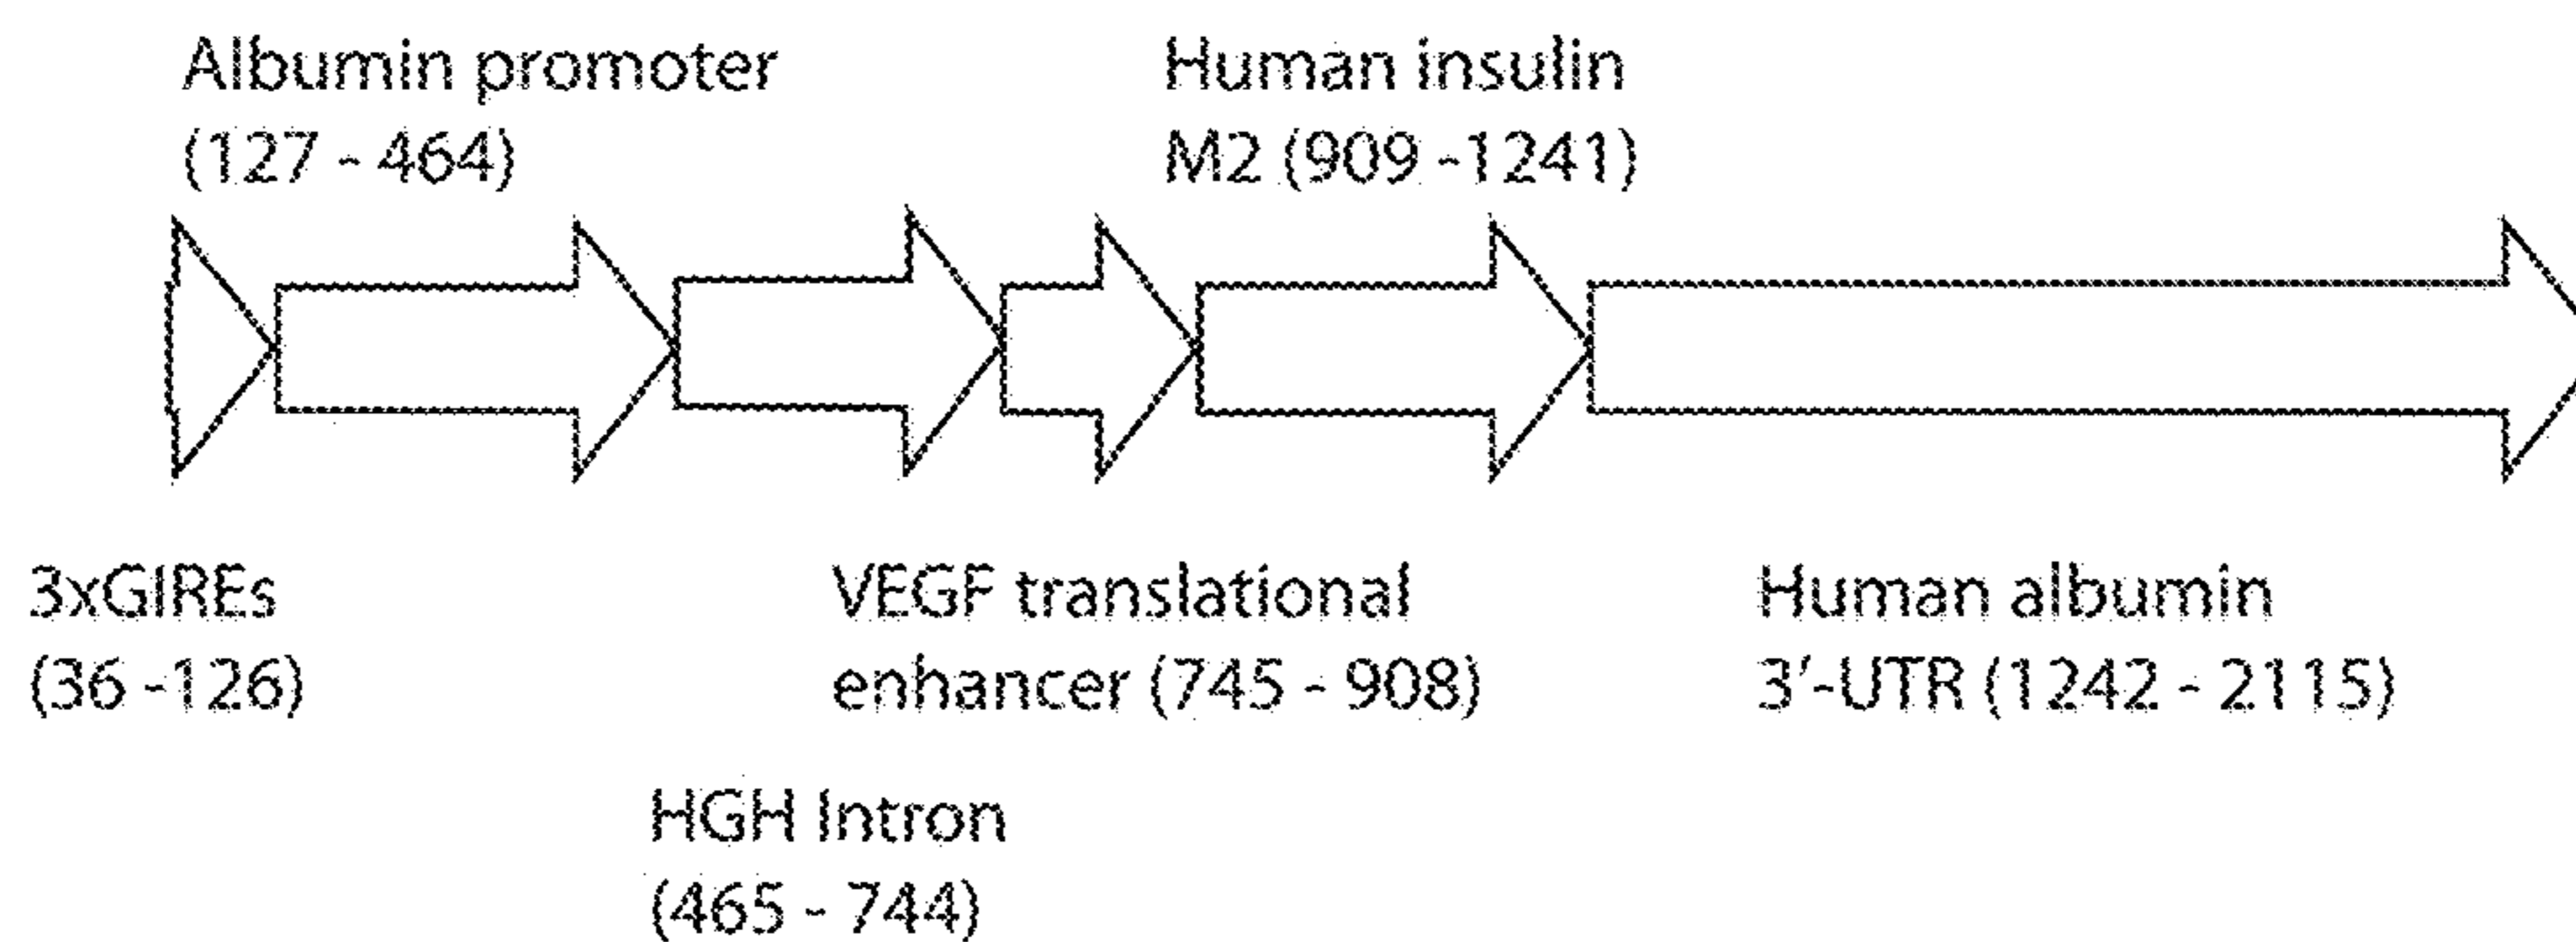 Albumin promoter
(127 - 464)
Human insulin
M2 (909 -1241)
3xGIREs
(36 -126)
VEGF translational
enhancer (745 - 908)
Human albumin
3'-UTR (1242 - 2115)
HGH Intron
(465 - 744)